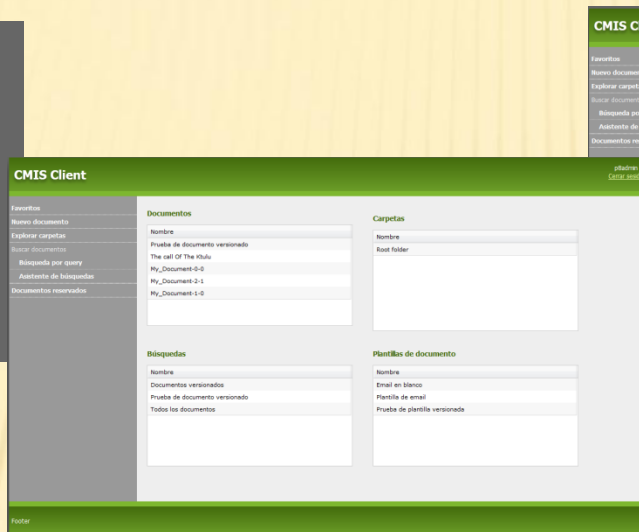 CMIS C
Favoritos
Nuevo documen
Explorar carpet
Buscar document
Búsqueda po
Asistente de
Documentos re
CMIS Client
Favoritos
Nuevo documento
Explorar carpetas
Buscar documentos
Búsqueda por query
Asistente de búsquedas
Documentos reservados
Documentos
Nombre
Prueba de documento versionado
The call Of The Ktulu
My_Document-0-0
My_Document-2-1
My_Document-1-0
Carpetas
Nombre
Root folder
Búsquedas
Nombre
Documentos versionados
Prueba de documento versionado
Todos los documentos
Plantillas de documento
Nombre
Email en blanco
Plantilla de email
Prueba de plantilla versionada
Cerrar sesi
Footer